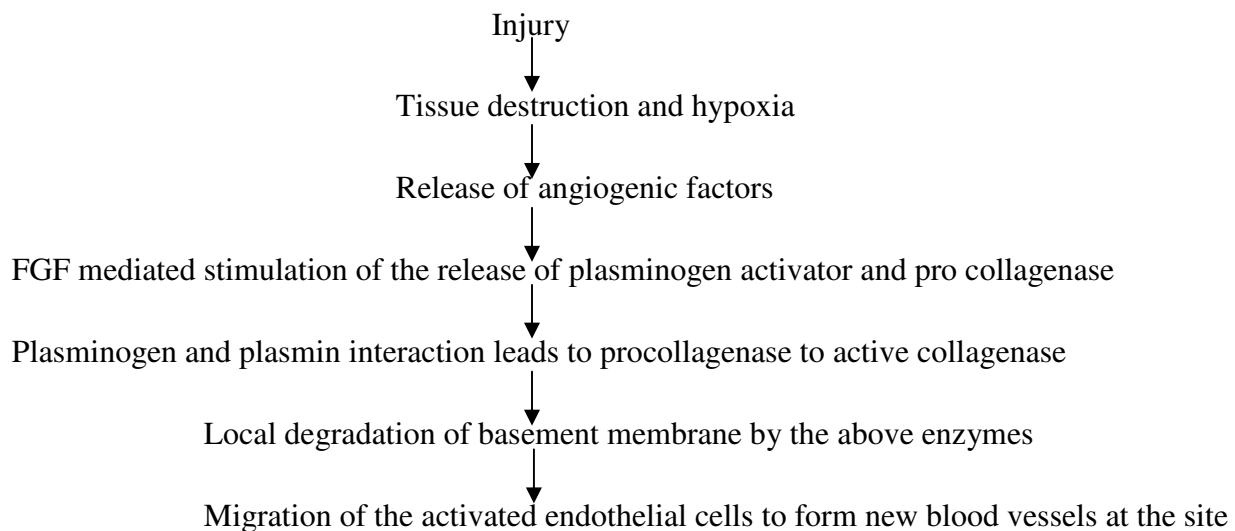 Injury
Tissue destruction and hypoxia
Release of angiogenic factors
FGF mediated stimulation of the release of plasminogen activator and pro collagenase
Plasminogen and plasmin interaction leads to procollagenase to active collagenase
Local degradation of basement membrane by the above enzymes
Migration of the activated endothelial cells to form new blood vessels at the site